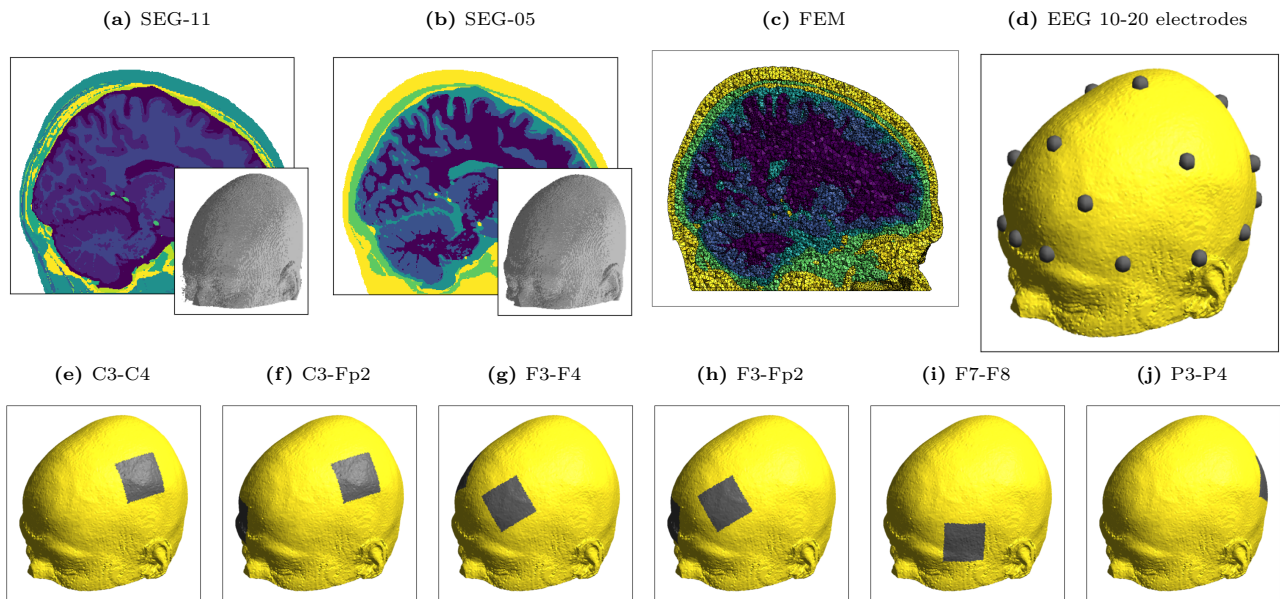 (a) SEG-11
(b) SEG-05
(c) FEM
(d) EEG 10-20 electrodes
(e) C3-C4
(f) C3-Fp2
(g) F3-F4
(h) F3-Fp2
(i) F7-F8
(j) P3-P4